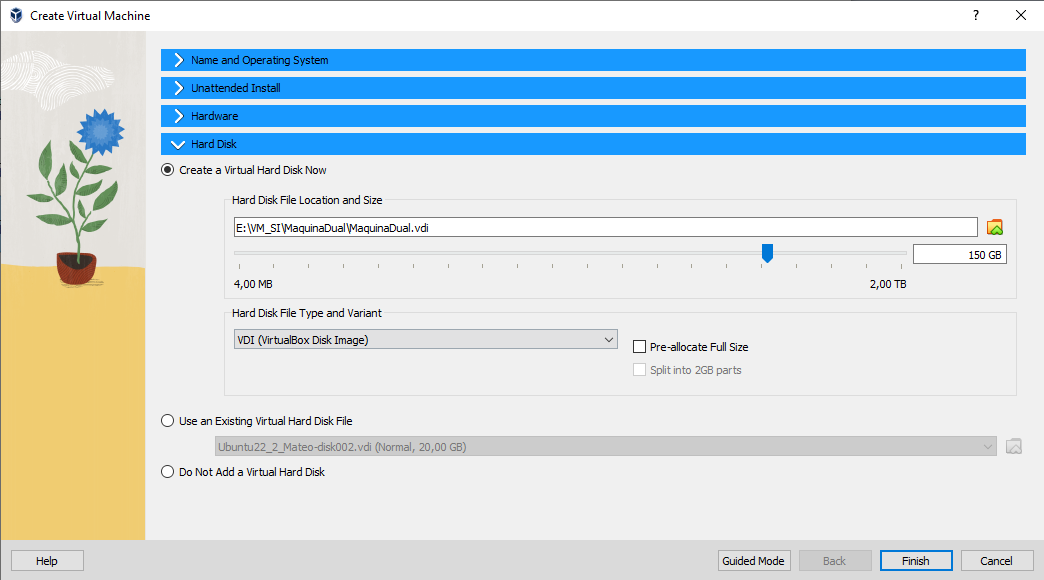 Create Virtual Machine
?
Name and Operating System
Unattended Install
Hardware
Hard Disk
Create a Virtual Hard Disk Now
Hard Disk File Location and Size
E:\VM_SI\MaquinaDual\MaquinaDual.vdi
150 GB
4,00 MB 2,00 TB
Hard Disk File Type and Variant
VDI (VirtualBox Disk Image)
Pre-allocate Full Size
Split into 2GB parts
Use an Existing Virtual Hard Disk File
Ubuntu22_2_Mateo-disk002.vdi (Normal, 20,00 GB)
Do Not Add a Virtual Hard Disk
Help Guided Mode Back Finish Cancel